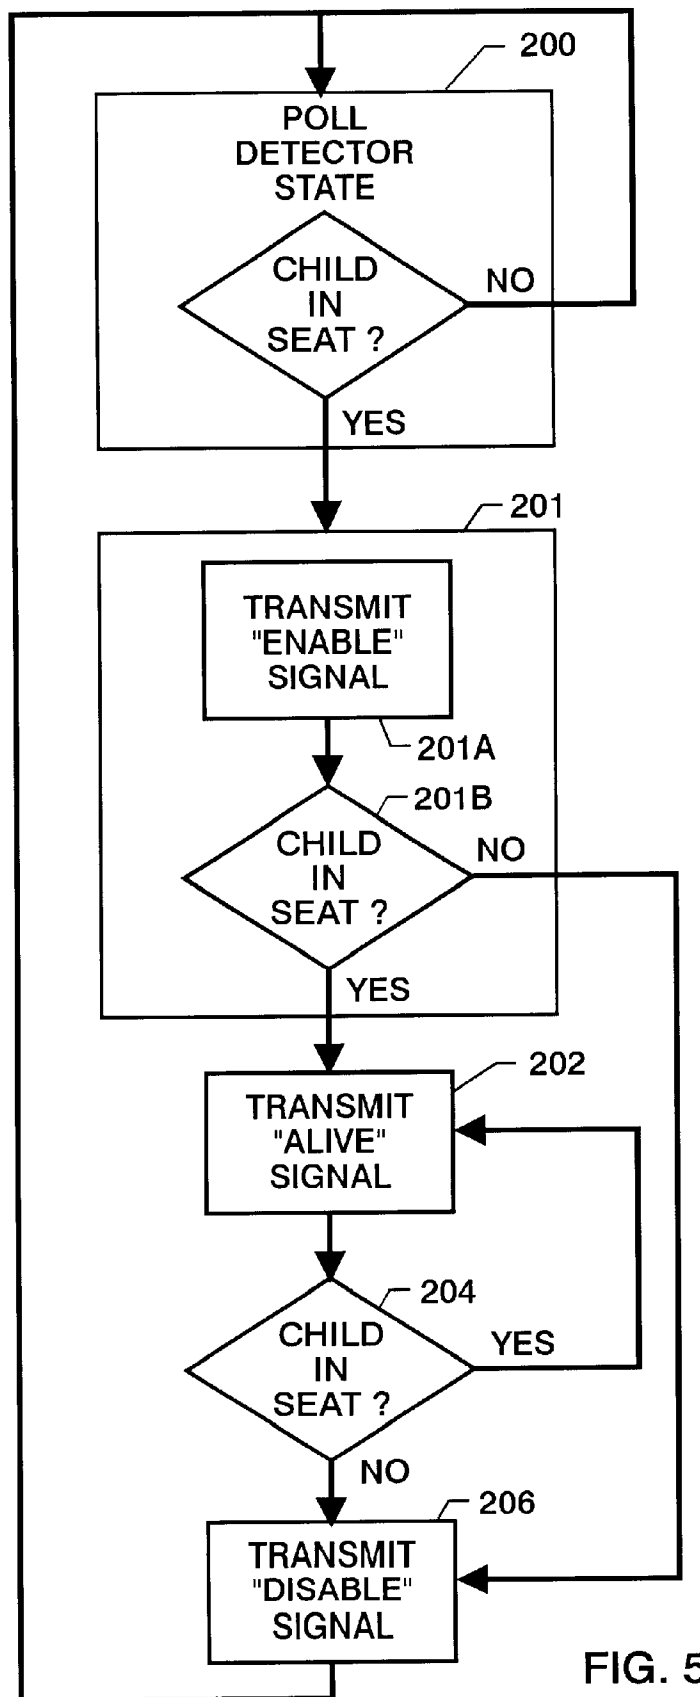 200
POLL
DETECTOR
STATE
CHILD
IN
SEAT ?
NO
YES
201
TRANSMIT
"ENABLE"
SIGNAL
201A
201B
CHILD
IN
SEAT ?
NO
YES
202
TRANSMIT
"ALIVE"
SIGNAL
204
CHILD
IN
SEAT ?
YES
NO
206
TRANSMIT
"DISABLE"
SIGNAL
FIG. 5